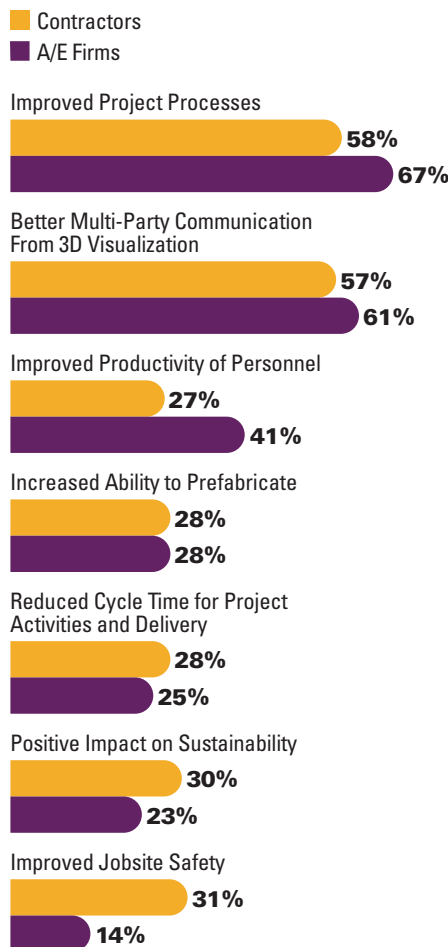 Contractors
A/E Firms
Improved Project Processes
58%
67%
Better Multi-Party Communication
From 3D Visualization
57%
61%
Improved Productivity of Personnel
27%
41%
Increased Ability to Prefabricate
28%
28%
Reduced Cycle Time for Project
Activities and Delivery
28%
25%
Positive Impact on Sustainability
30%
23%
Improved Jobsite Safety
31%
14%